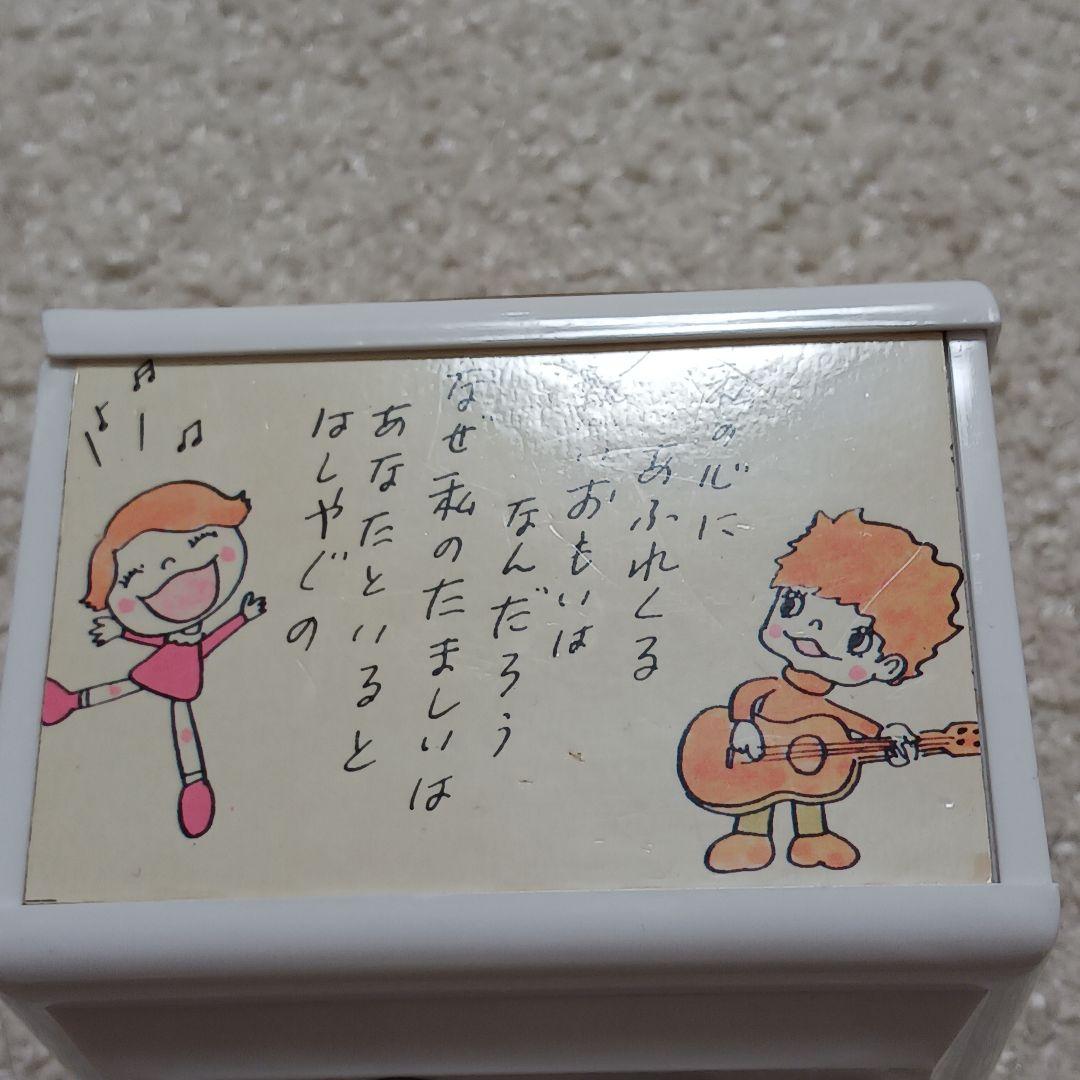 の心に
あふれくる
おもいは
なんだろう
なぜ私のたましいは
あなたといると
はしゃぐの